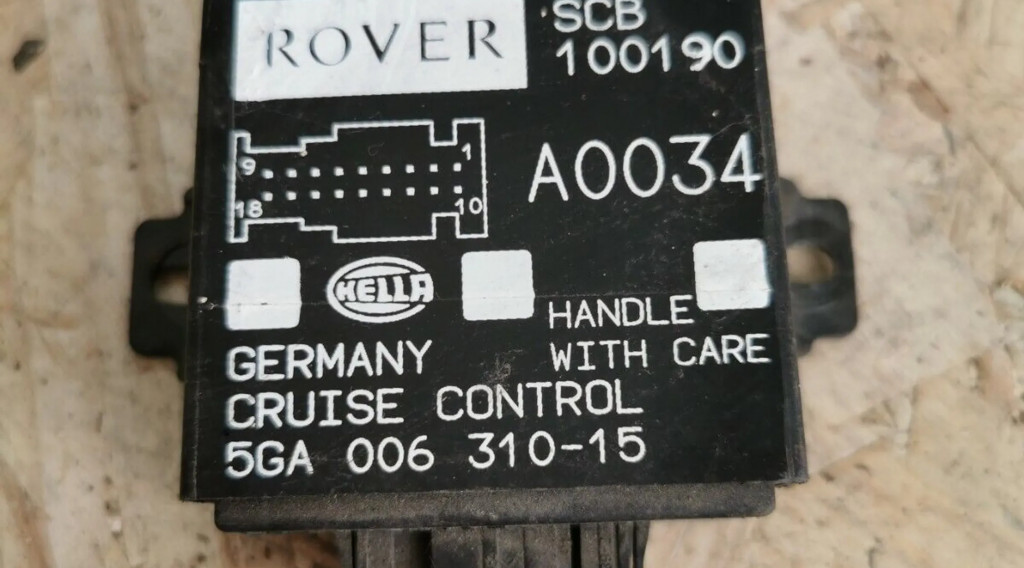 ROVER
SCB
100190
9 1
18 10
A0034
HELLA
HANDLE
WITH CARE
GERMANY
CRUISE CONTROL
5GA 006 310-15